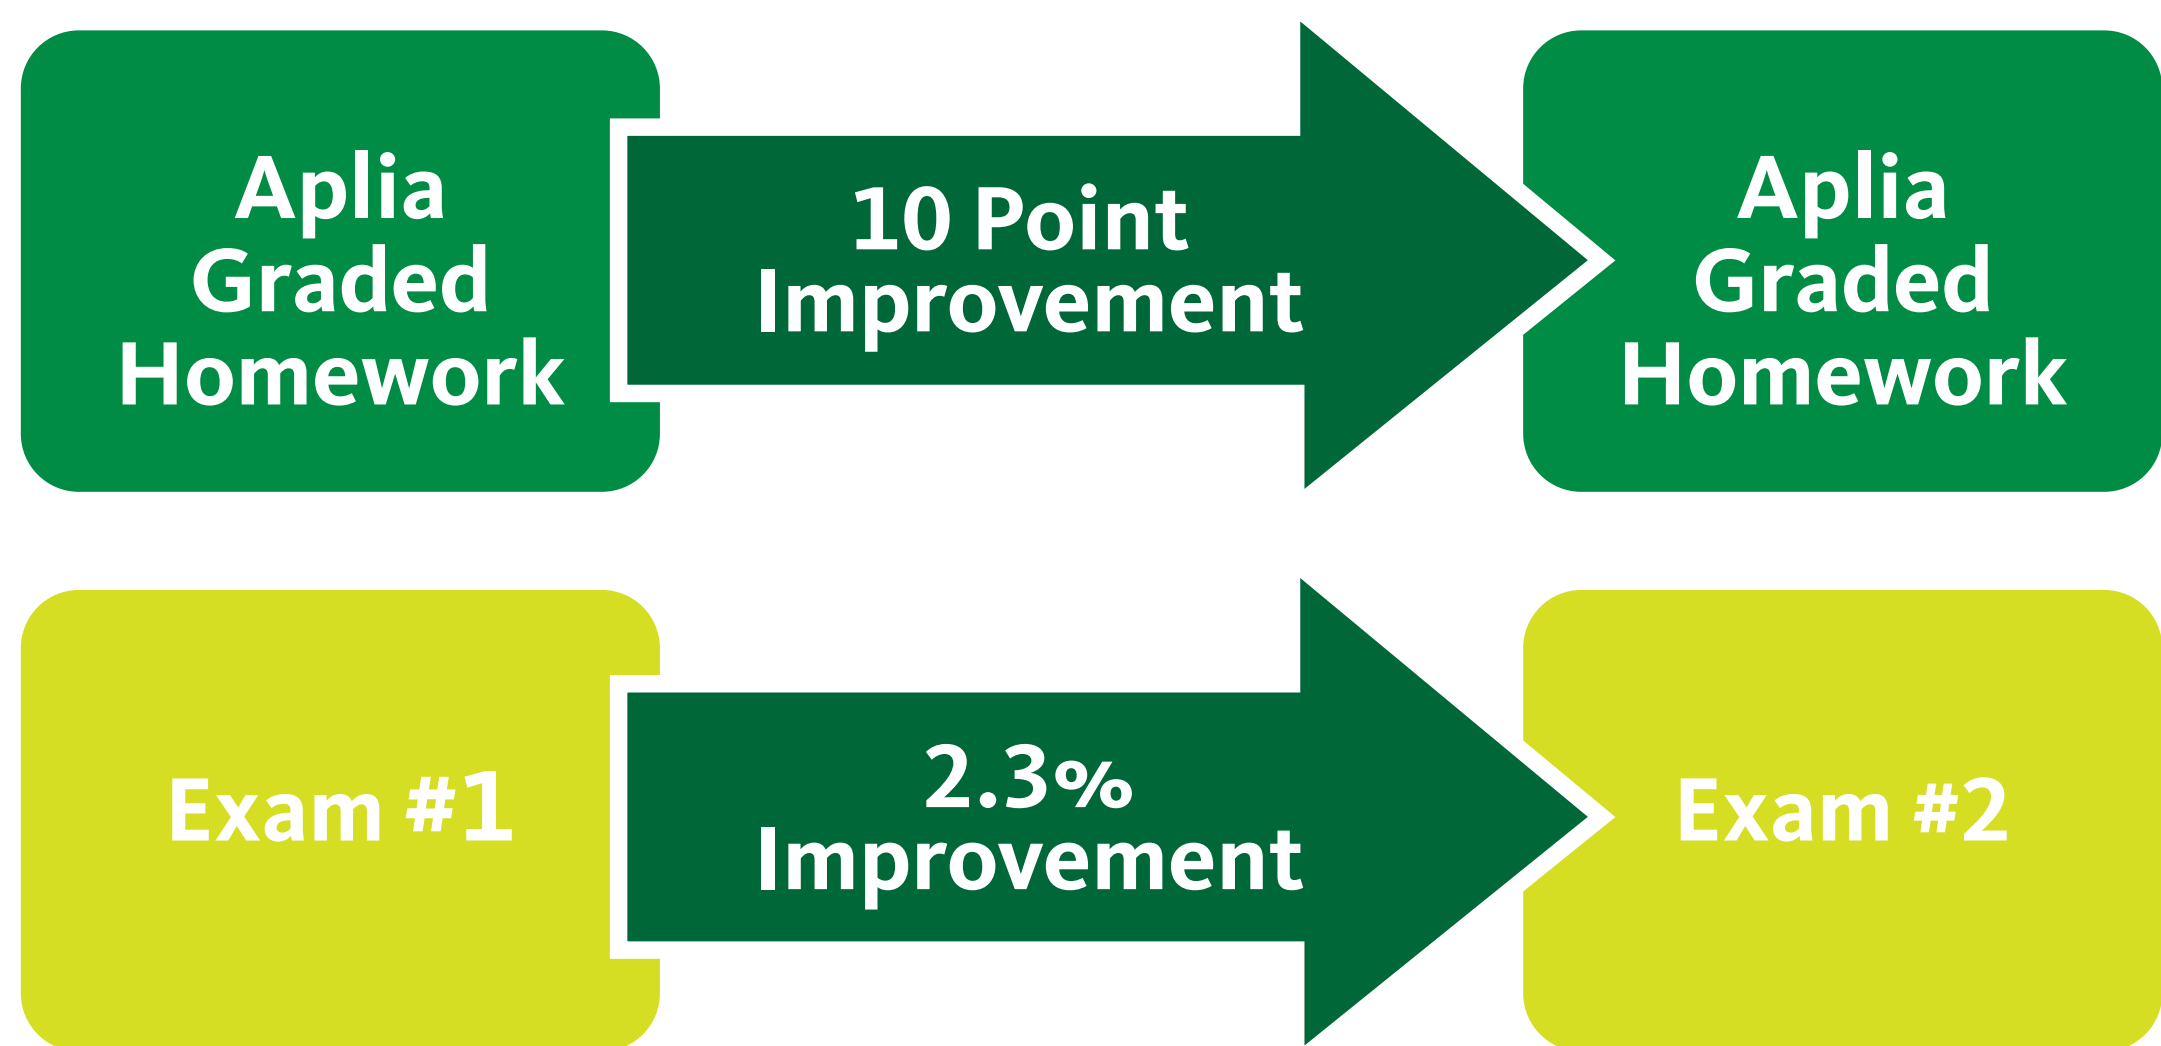 Aplia
Graded
Homework
10 Point
Improvement
Aplia
Graded
Homework
Exam #1
2.3%
Improvement
Exam #2